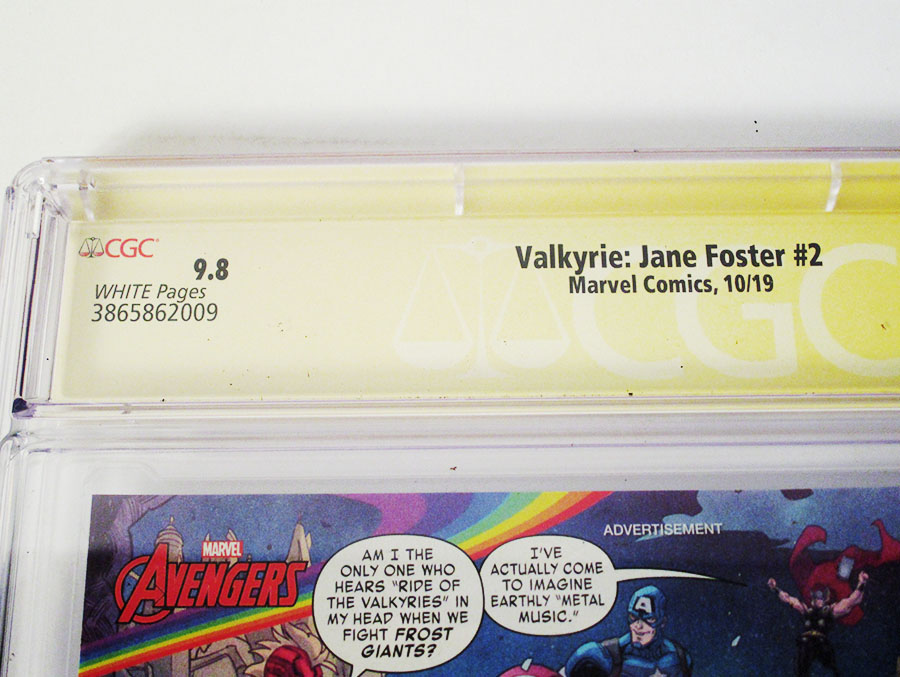 CGC
9.8
WHITE Pages
3865862009
Valkyrie: Jane Foster #2
Marvel Comics, 10/19
CGC
ADVERTISEMENT
MARVEL
AVENGERS
AM I THE
ONLY ONE WHO
HEARS "RIDE OF
THE VALKYRIES" IN
MY HEAD WHEN WE
FIGHT FROST
GIANTS?
I'VE
ACTUALLY COME
TO IMAGINE
EARTHLY "METAL
MUSIC."